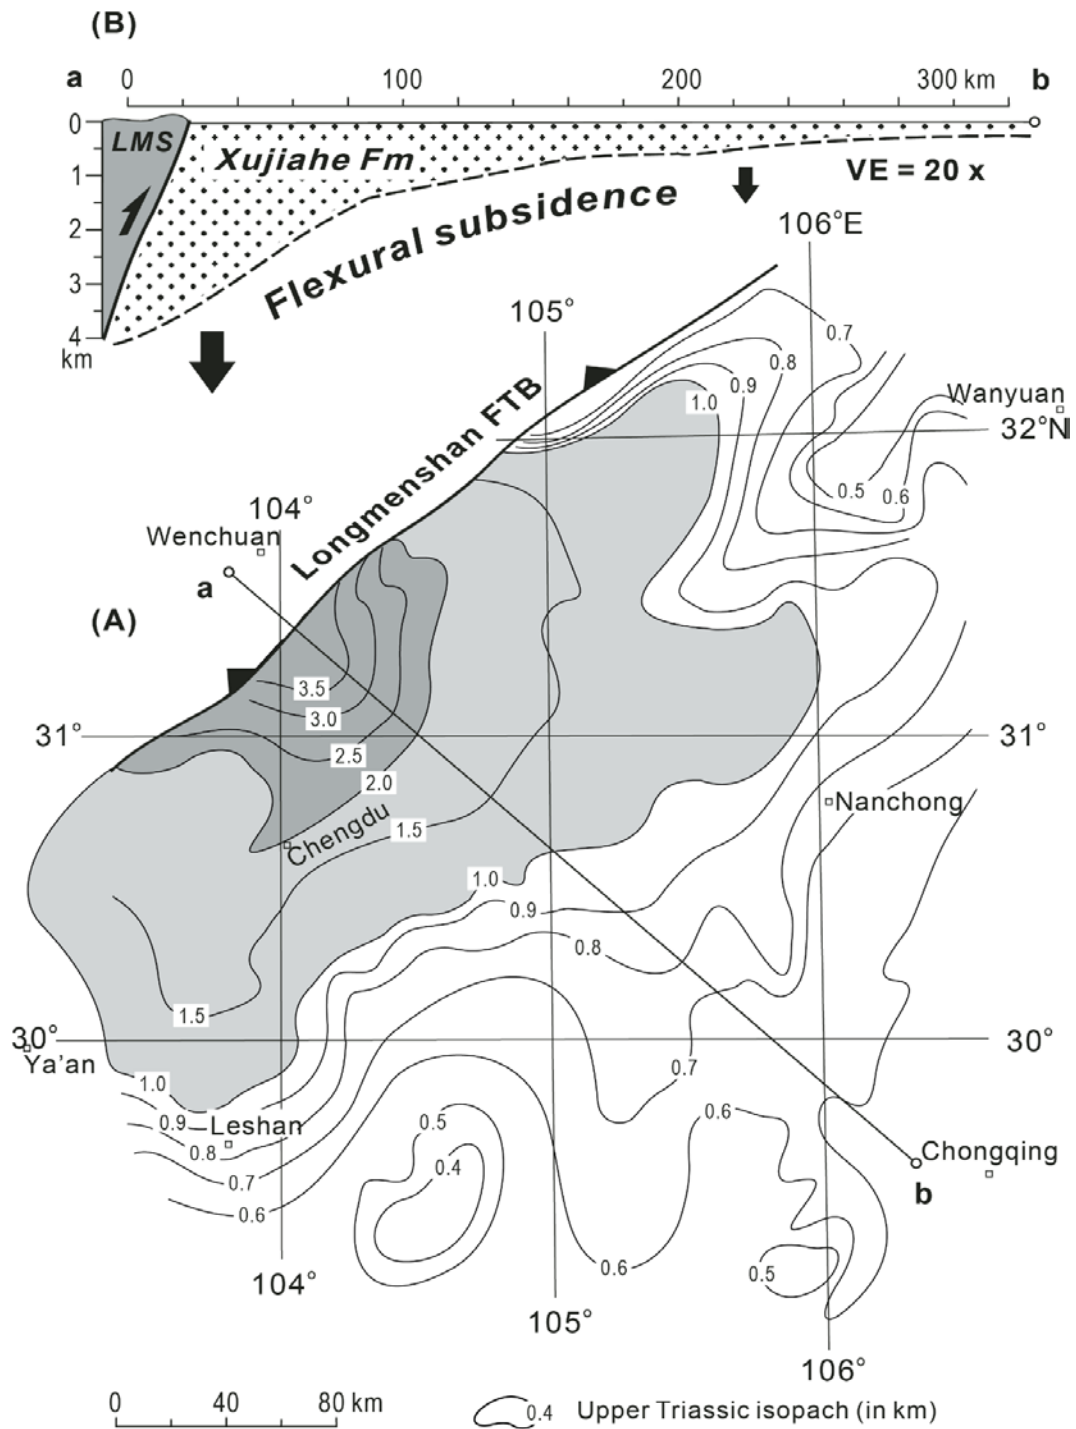 (B)
a 0 100 200 300 km b
0
LMS
Xujiahe Fm
1
VE = 20 x
2
Flexural subsidence
3
4
km
106°E
105°
0.7
0.8
0.9
1.0
Wanyuan
32°N
0.5
0.6
Longmenshan FTB
104°
Wenchuan
a
(A)
3.5
3.0
31°
31°
2.5
2.0
Nanchong
Chengdu
1.5
1.0
0.9
0.8
1.5
30°
30°
Ya'an
0.7
1.0
0.6
0.9
Leshan
0.5
0.8
Chongqing
0.4
0.7
b
0.6
0.6
0.5
104°
105°
106°
0 40 80 km
0.4 Upper Triassic isopach (in km)